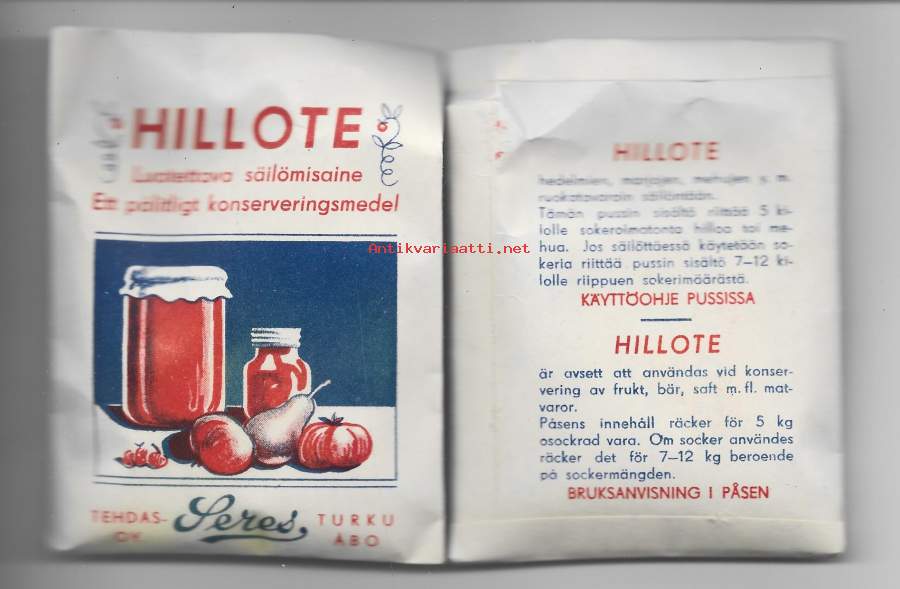 HILLOTE
Luotettava säilömisaine
Ett pålitligt konserveringsmedel
TEHDAS-
OY.
Seres,
TURKU
ÅBO
Antikvariaatti.net
HILLOTE
hedelmien, marjojen, mehujen y. m.
ruokatavarain säilöntään.
Tämän pussin sisältö riittää 5 ki-
lolle sokeroimatonta hilloa tai me-
hua. Jos säilöttäessä käytetään so-
keria riittää pussin sisältö 7–12 ki-
lolle riippuen sokerimäärästä.
KÄYTTÖOHJE PUSSISSA
HILLOTE
är avsett att användas vid konser-
vering av frukt, bär, saft m. fl. mat-
varor.
Påsens innehåll räcker för 5 kg
osockrad vara. Om socker användes
räcker det för 7–12 kg beroende
på sockermängden.
BRUKSANVISNING I PÅSEN